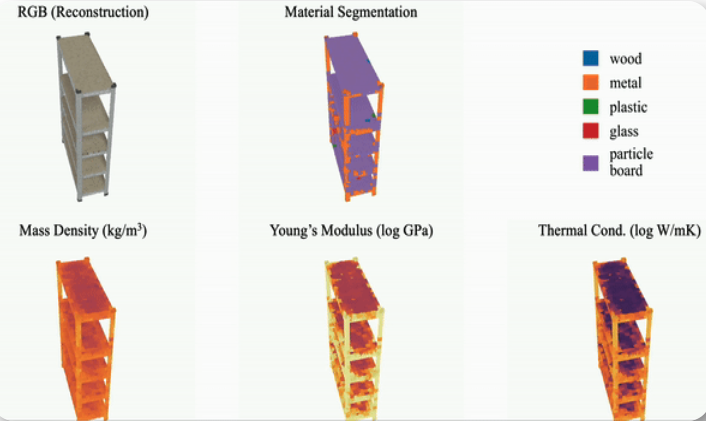 RGB (Reconstruction)
Material Segmentation
wood
metal
plastic
glass
particle
board
Mass Density (kg/m³)
Young's Modulus (log GPa)
Thermal Cond. (log W/mK)